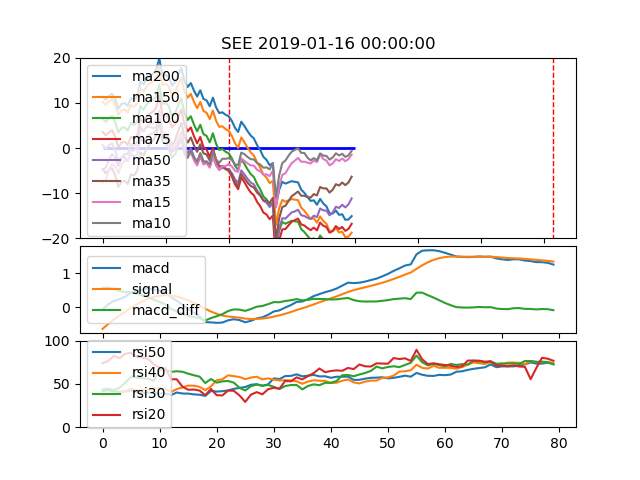 SEE 2019-01-16 00:00:00
20
10
0
−10
−20
ma200
ma150
ma100
ma75
ma50
ma35
ma15
ma10
1
0
macd
signal
macd_diff
100
50
0
rsi50
rsi40
rsi30
rsi20
0 10 20 30 40 50 60 70 80